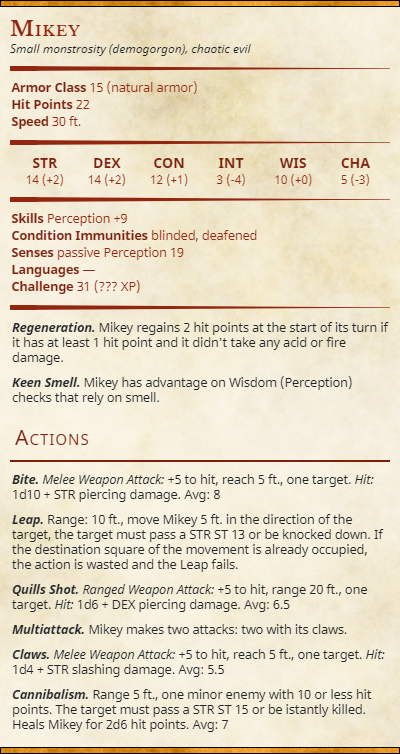 Mikey
Small monstrosity (demogorgon), chaotic evil
Armor Class 15 (natural armor)
Hit Points 22
Speed 30 ft.
STR DEX CON INT WIS CHA
14 (+2) 14 (+2) 12 (+1) 3 (-4) 10 (+0) 5 (-3)
Skills Perception +9
Condition Immunities blinded, deafened
Senses passive Perception 19
Languages —
Challenge 31 (??? XP)
Regeneration. Mikey regains 2 hit points at the start of its turn if
it has at least 1 hit point and it didn't take any acid or fire
damage.
Keen Smell. Mikey has advantage on Wisdom (Perception)
checks that rely on smell.
Actions
Bite. Melee Weapon Attack: +5 to hit, reach 5 ft., one target. Hit:
1d10 + STR piercing damage. Avg: 8
Leap. Range: 10 ft., move Mikey 5 ft. in the direction of the
target, the target must pass a STR ST 13 or be knocked down. If
the destination square of the movement is already occupied,
the action is wasted and the Leap fails.
Quills Shot. Ranged Weapon Attack: +5 to hit, range 20 ft., one
target. Hit: 1d6 + DEX piercing damage. Avg: 6.5
Multiattack. Mikey makes two attacks: two with its claws.
Claws. Melee Weapon Attack: +5 to hit, reach 5 ft., one target. Hit:
1d4 + STR slashing damage. Avg: 5.5
Cannibalism. Range 5 ft., one minor enemy with 10 or less hit
points. The target must pass a STR ST 15 or be istantly killed.
Heals Mikey for 2d6 hit points. Avg: 7